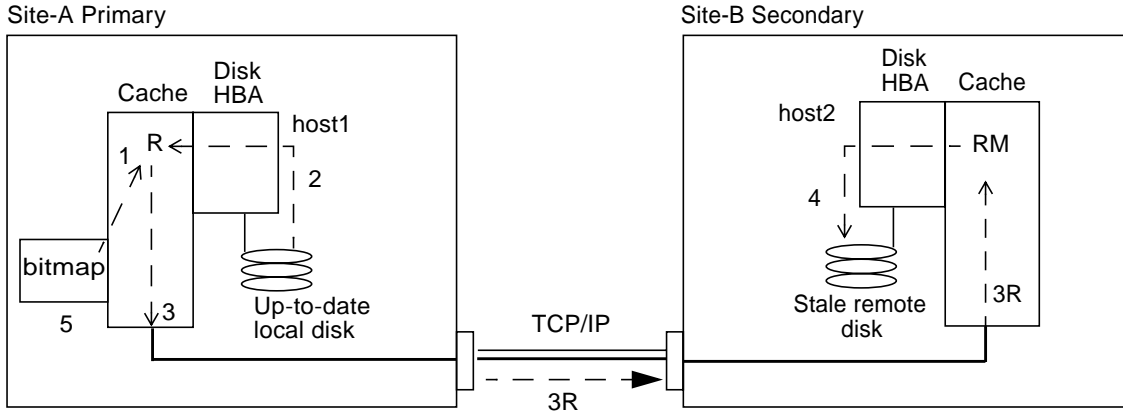 Site-A Primary
Site-B Secondary
Disk
HBA
Cache
host1
R
1
2
bitmap
3
5
Up-to-date
local disk
TCP/IP
3R
Disk
HBA
Cache
host2
RM
4
3R
Stale remote
disk